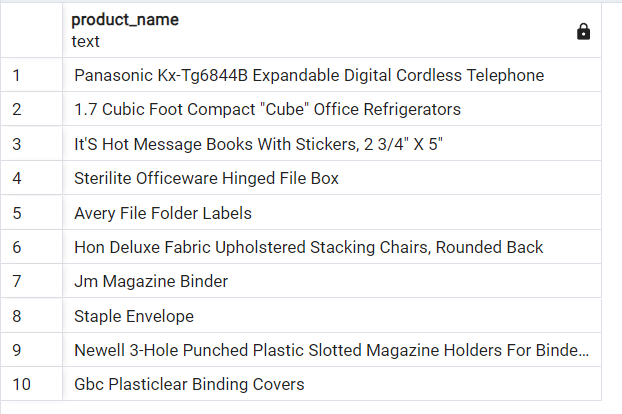 product_name
text
1 Panasonic Kx-Tg6844B Expandable Digital Cordless Telephone
2 1.7 Cubic Foot Compact "Cube" Office Refrigerators
3 It'S Hot Message Books With Stickers, 2 3/4" X 5"
4 Sterilite Officeware Hinged File Box
5 Avery File Folder Labels
6 Hon Deluxe Fabric Upholstered Stacking Chairs, Rounded Back
7 Jm Magazine Binder
8 Staple Envelope
9 Newell 3-Hole Punched Plastic Slotted Magazine Holders For Binde…
10 Gbc Plasticlear Binding Covers